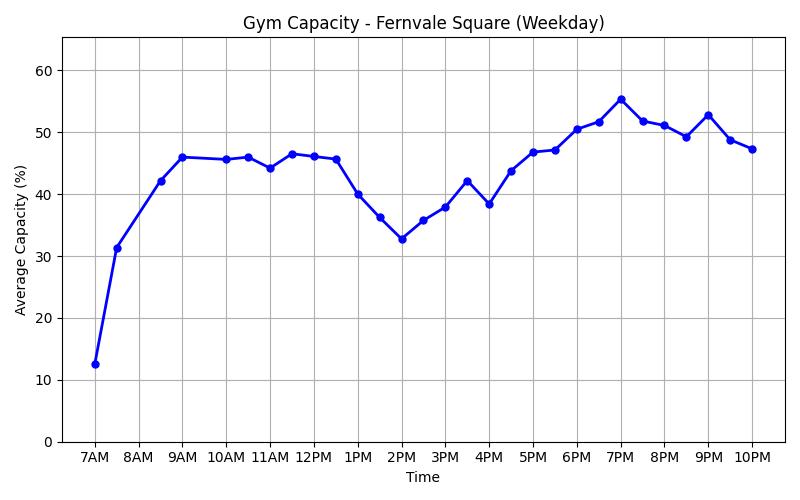 Gym Capacity - Fernvale Square (Weekday)
60
50
40
30
20
10
0
Average Capacity (%)
7AM 8AM 9AM 10AM 11AM 12PM 1PM 2PM 3PM 4PM 5PM 6PM 7PM 8PM 9PM 10PM
Time